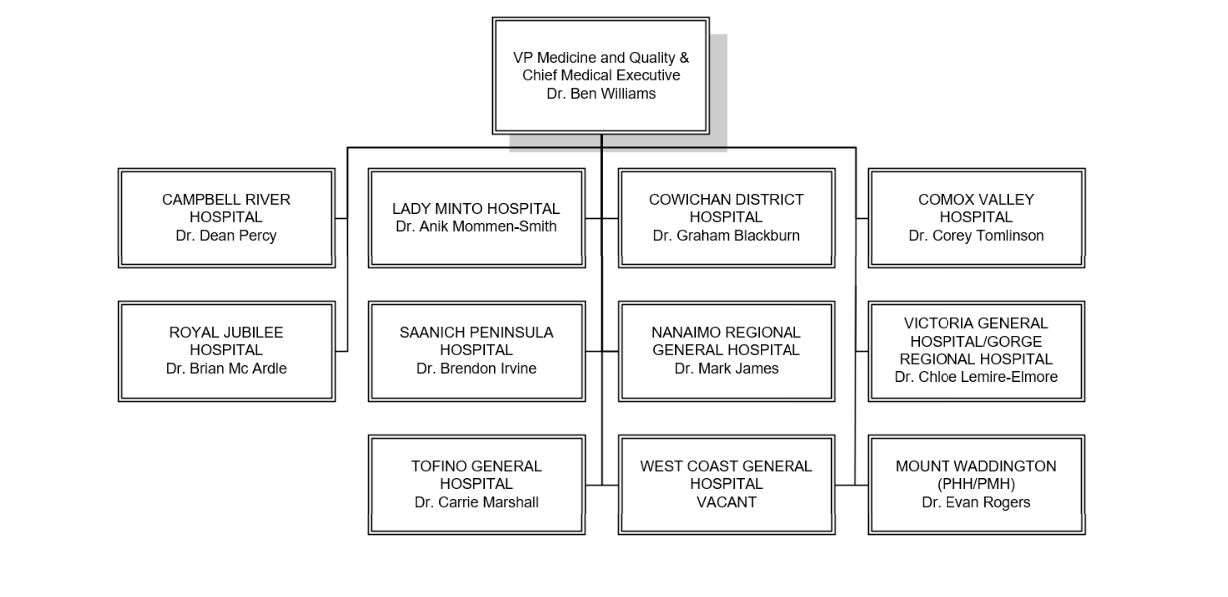 VP Medicine and Quality &
Chief Medical Executive
Dr. Ben Williams
CAMPBELL RIVER
HOSPITAL
Dr. Dean Percy
LADY MINTO HOSPITAL
Dr. Anik Mommen-Smith
COWICHAN DISTRICT
HOSPITAL
Dr. Graham Blackburn
COMOX VALLEY
HOSPITAL
Dr. Corey Tomlinson
ROYAL JUBILEE
HOSPITAL
Dr. Brian Mc Ardle
SAANICH PENINSULA
HOSPITAL
Dr. Brendon Irvine
NANAIMO REGIONAL
GENERAL HOSPITAL
Dr. Mark James
VICTORIA GENERAL
HOSPITAL/GORGE
REGIONAL HOSPITAL
Dr. Chloe Lemire-Elmore
TOFINO GENERAL
HOSPITAL
Dr. Carrie Marshall
WEST COAST GENERAL
HOSPITAL
VACANT
MOUNT WADDINGTON
(PHH/PMH)
Dr. Evan Rogers